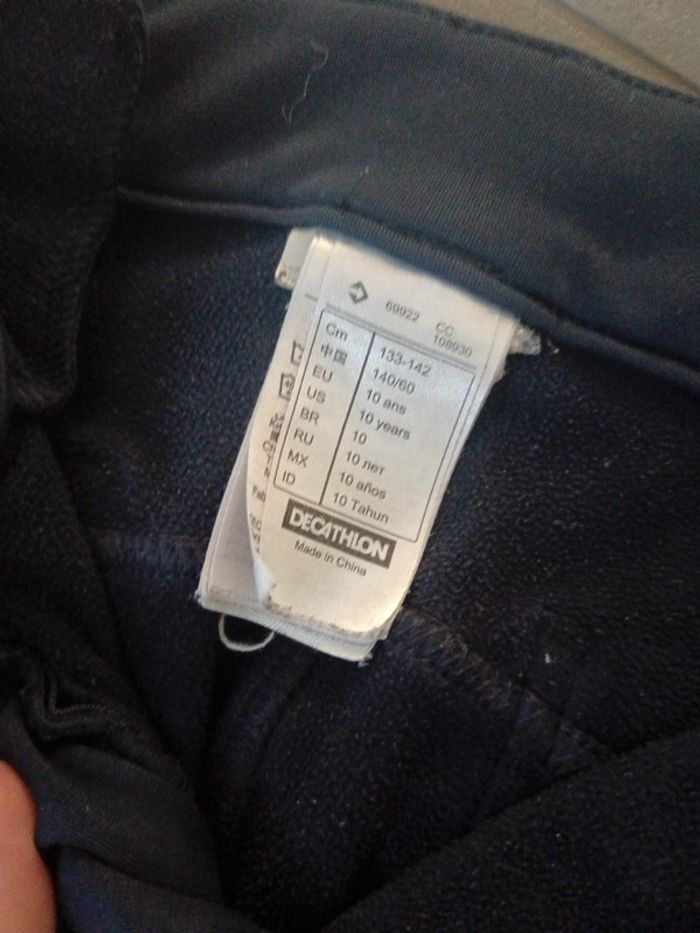 69922 CC.
108930
Cm 133-142
中国 140/60
EU 10 ans
US 10 years
BR 10
RU 10 лет
MX 10 años
ID 10 Tahun
DECATHLON
Made in China